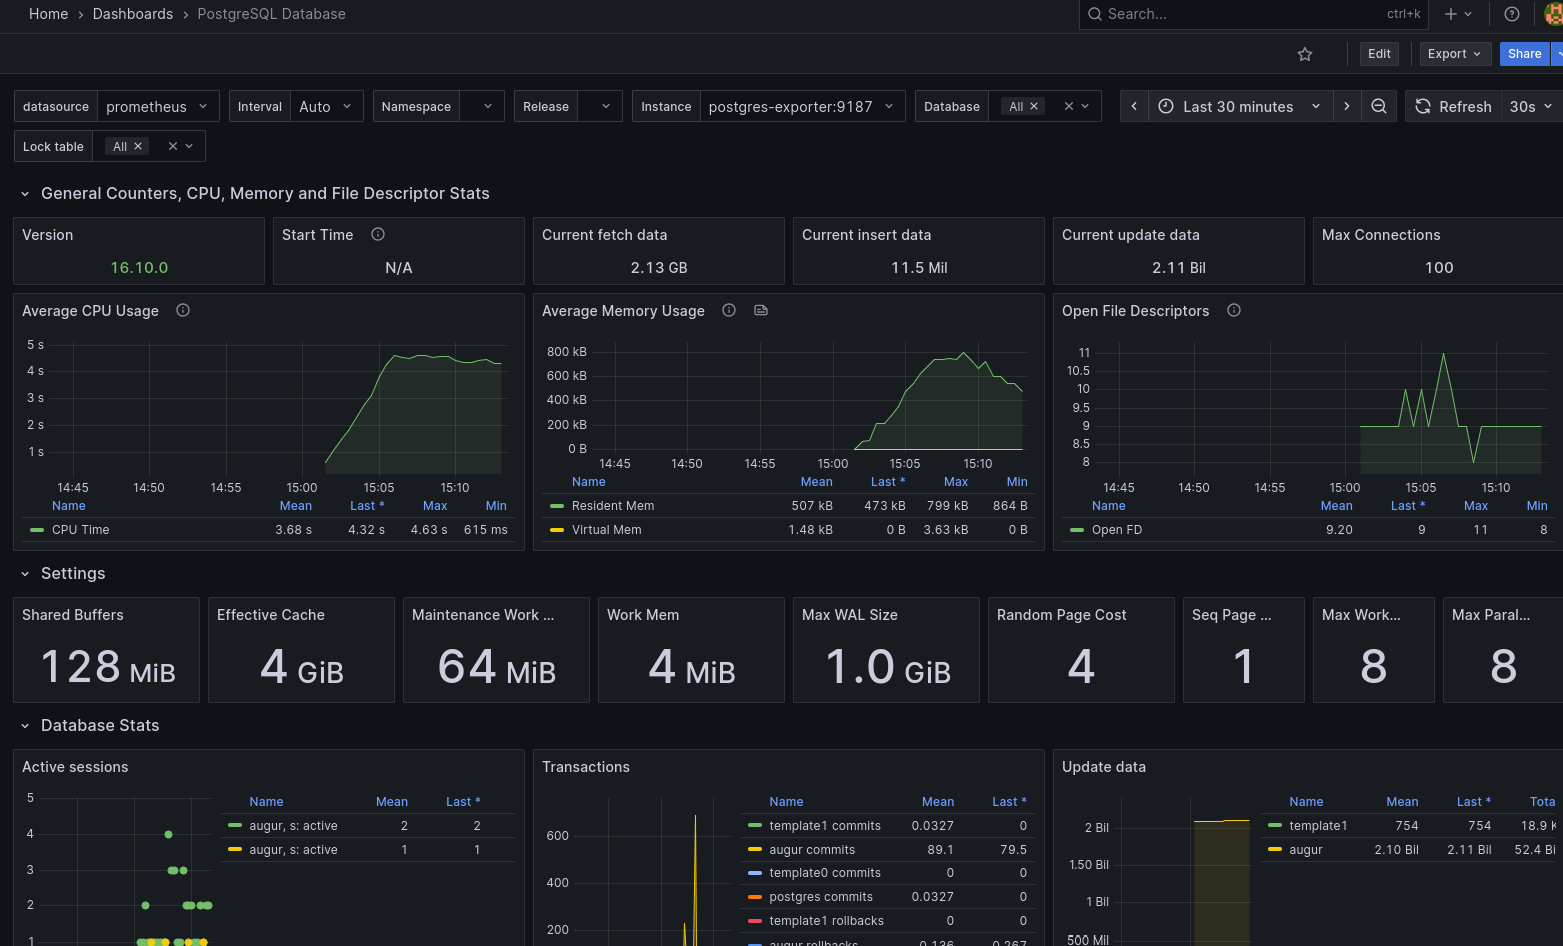 Home › Dashboards › PostgreSQL Database
Search... ctrl+k
Edit Export Share
datasource prometheus Interval Auto Namespace Release Instance postgres-exporter:9187 Database All Last 30 minutes Refresh 30s
Lock table All
General Counters, CPU, Memory and File Descriptor Stats
Version Start Time Current fetch data Current insert data Current update data Max Connections
16.10.0 N/A 2.13 GB 11.5 Mil 2.11 Bil 100
Average CPU Usage
5 s
4 s
3 s
2 s
1 s
14:45 14:50 14:55 15:00 15:05 15:10
Name Mean Last * Max Min
CPU Time 3.68 s 4.32 s 4.63 s 615 ms
Average Memory Usage
800 kB
600 kB
400 kB
200 kB
0 B
14:45 14:50 14:55 15:00 15:05 15:10
Name Mean Last * Max Min
Resident Mem 507 kB 473 kB 799 kB 864 B
Virtual Mem 1.48 kB 0 B 3.63 kB 0 B
Open File Descriptors
11
10.5
10
9.5
9
8.5
8
14:45 14:50 14:55 15:00 15:05 15:10
Name Mean Last * Max Min
Open FD 9.20 9 11 8
Settings
Shared Buffers Effective Cache Maintenance Work ... Work Mem Max WAL Size Random Page Cost Seq Page ... Max Work... Max Paral...
128 MiB 4 GiB 64 MiB 4 MiB 1.0 GiB 4 1 8 8
Database Stats
Active sessions
5
4
3
2
1
Name Mean Last *
augur, s: active 2 2
augur, s: active 1 1
Transactions
600
400
200
Name Mean Last *
template1 commits 0.0327 0
augur commits 89.1 79.5
template0 commits 0 0
postgres commits 0.0327 0
template1 rollbacks 0 0
augur rollbacks 0.136 0.267
Update data
2 Bil
1.50 Bil
1 Bil
500 Mil
Name Mean Last * Tota
template1 754 754 18.9 K
augur 2.10 Bil 2.11 Bil 52.4 Bi